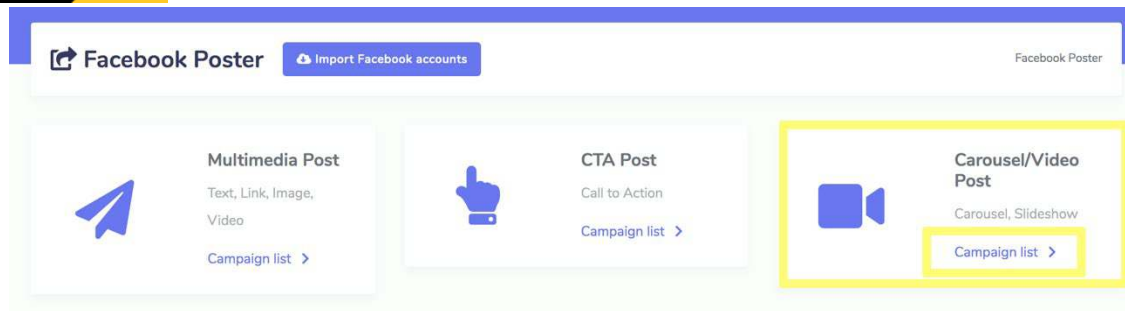 Facebook Poster
Import Facebook accounts
Facebook Poster
Multimedia Post
Text, Link, Image,
Video
Campaign list
CTA Post
Call to Action
Campaign list
Carousel/Video
Post
Carousel, Slideshow
Campaign list